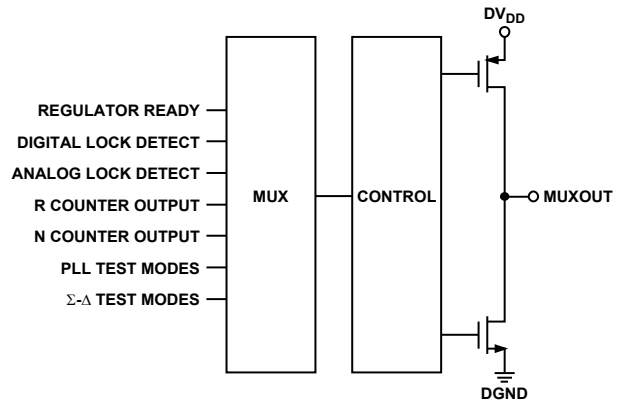 DVDD
REGULATOR READY
DIGITAL LOCK DETECT
ANALOG LOCK DETECT
R COUNTER OUTPUT
N COUNTER OUTPUT
PLL TEST MODES
Σ-Δ TEST MODES
MUX
CONTROL
MUXOUT
DGND